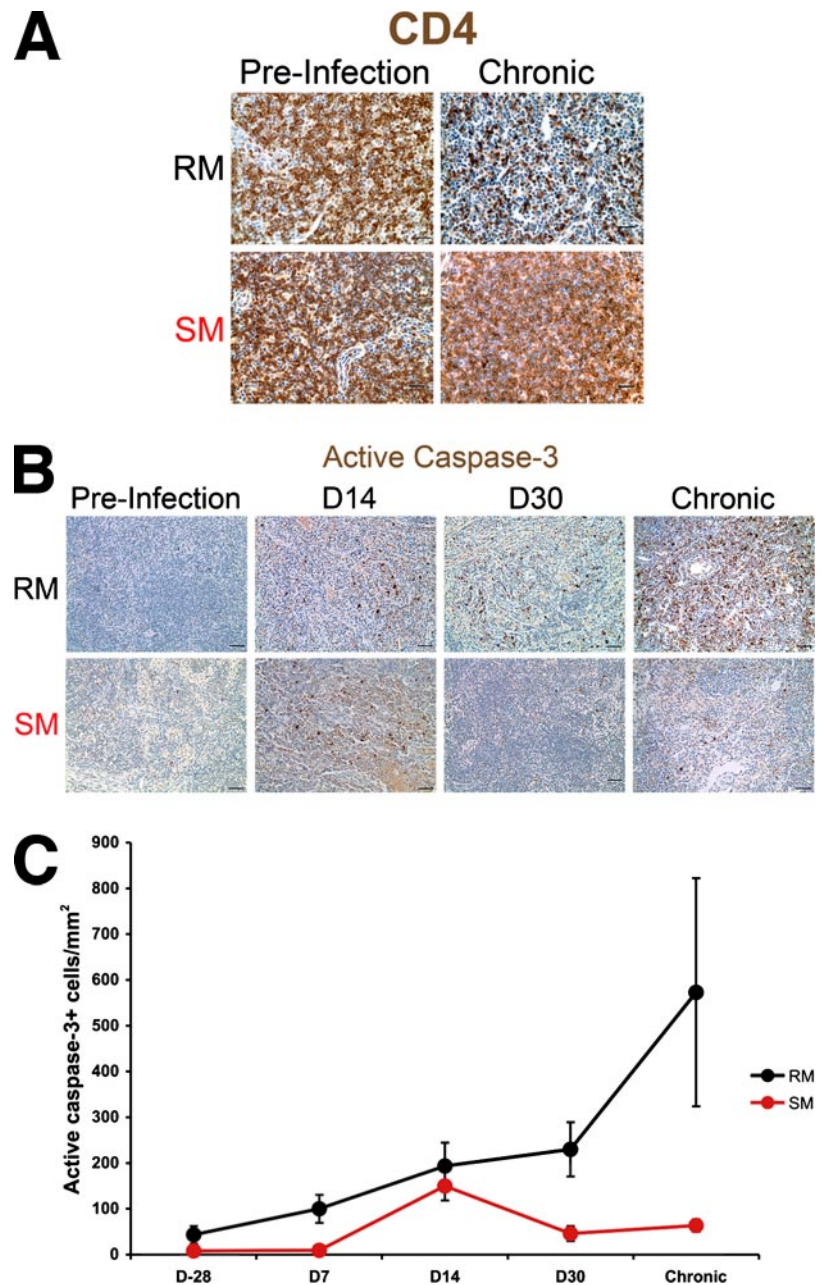 A
CD4
Pre-Infection Chronic
RM
SM
B
Active Caspase-3
Pre-Infection D14 D30 Chronic
RM
SM
C
900
800
700
600
500
400
300
200
100
0
Active caspase-3+ cells/mm²
D-28 D7 D14 D30 Chronic
RM
SM